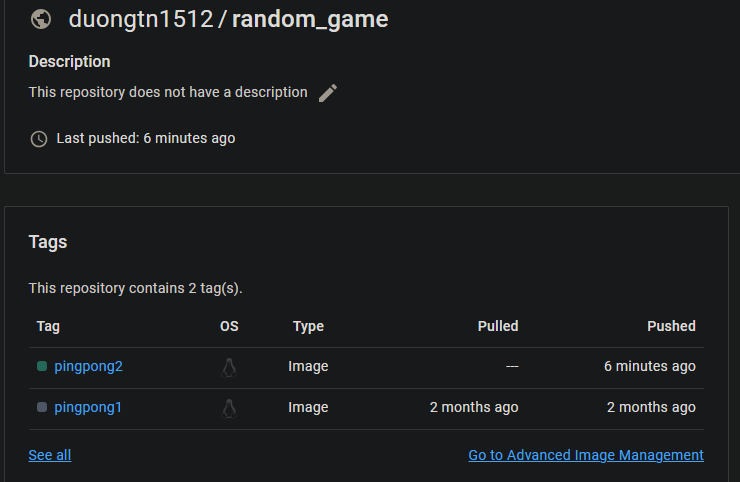 duongtn1512 / random_game
Description
This repository does not have a description
Last pushed: 6 minutes ago
Tags
This repository contains 2 tag(s).
Tag OS Type Pulled Pushed
pingpong2 Image --- 6 minutes ago
pingpong1 Image 2 months ago 2 months ago
See all Go to Advanced Image Management